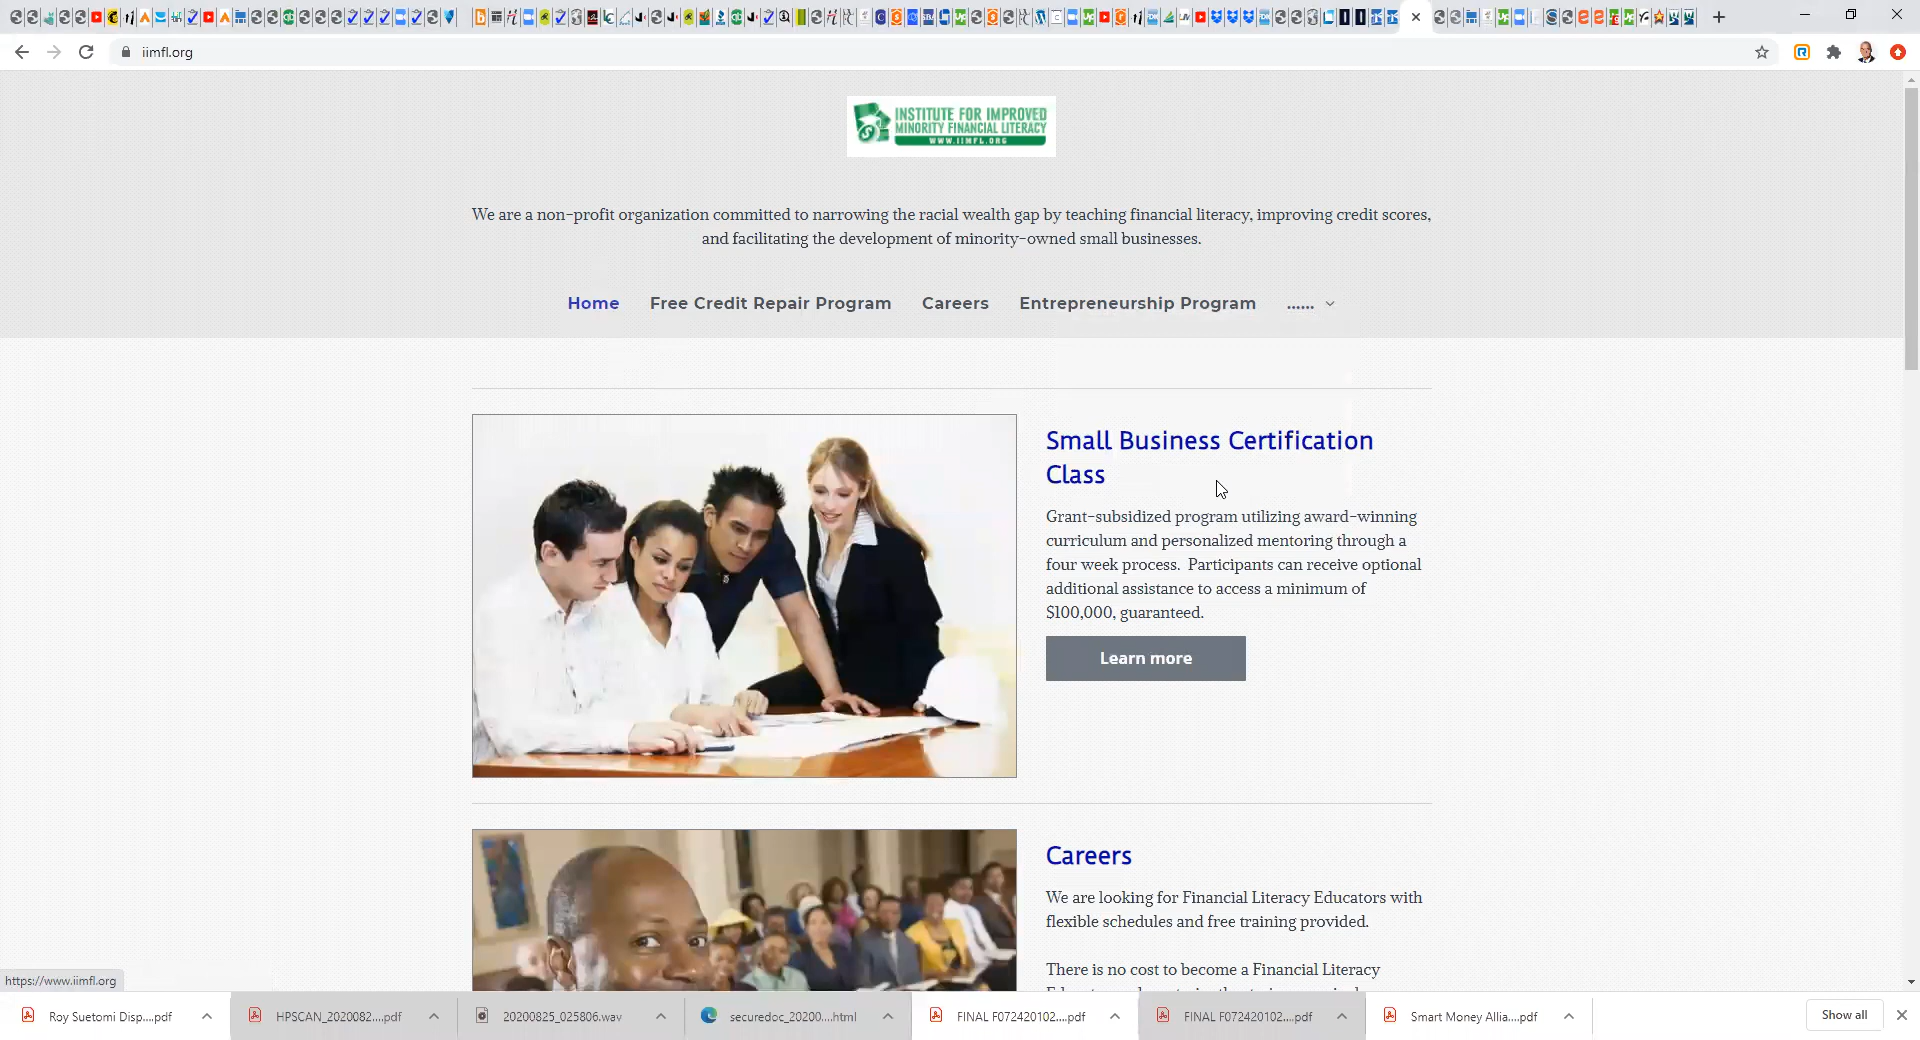 iimfl.org
INSTITUTE FOR IMPROVED
MINORITY FINANCIAL LITERACY
WWW.IIMFL.ORG
We are a non-profit organization committed to narrowing the racial wealth gap by teaching financial literacy, improving credit scores,
and facilitating the development of minority-owned small businesses.
Home Free Credit Repair Program Careers Entrepreneurship Program ......
Small Business Certification
Class
Grant-subsidized program utilizing award-winning
curriculum and personalized mentoring through a
four week process. Participants can receive optional
additional assistance to access a minimum of
$100,000, guaranteed.
Learn more
Careers
We are looking for Financial Literacy Educators with
flexible schedules and free training provided.
There is no cost to become a Financial Literacy
https://www.iimfl.org
Roy Suetomi Disp....pdf HPSCAN_2020082....pdf 20200825_025806.wav securedoc_20200....html FINAL F072420102....pdf FINAL F072420102....pdf Smart Money Allia....pdf Show all